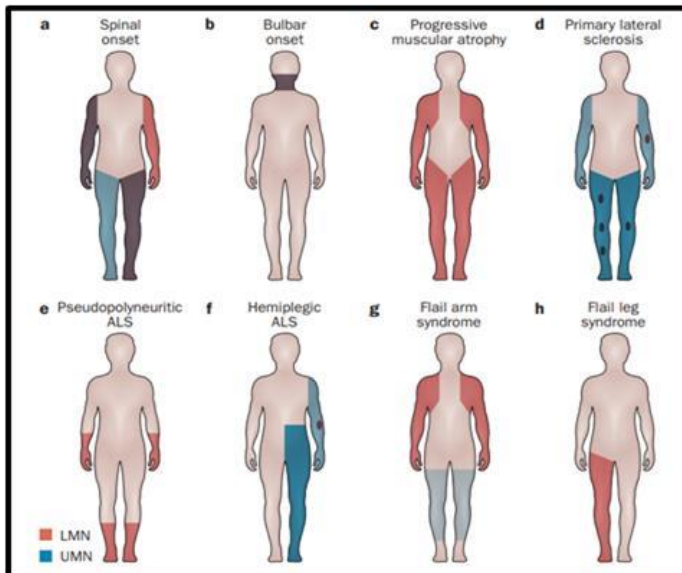 a Spinal onset
b Bulbar onset
c Progressive muscular atrophy
d Primary lateral sclerosis
e Pseudopolyneuritic ALS
f Hemiplegic ALS
g Flail arm syndrome
h Flail leg syndrome
LMN
UMN